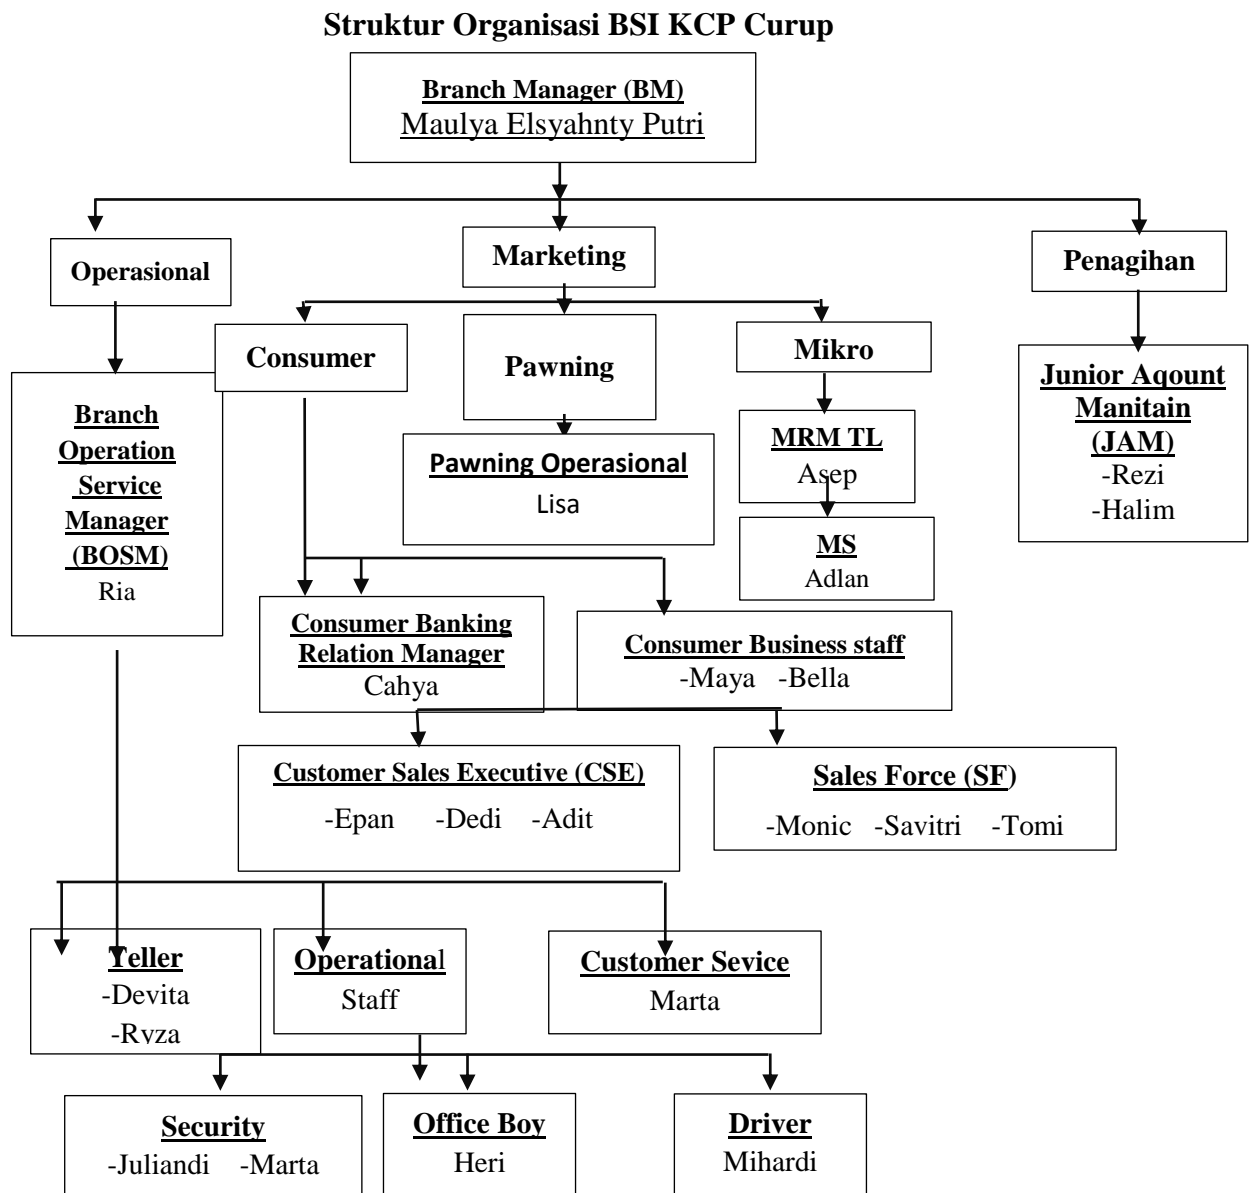 Struktur Organisasi BSI KCP Curup
Branch Manager (BM)
Maulya Elsyahnty Putri
Operasional
Marketing
Penagihan
Consumer
Pawning
Mikro
Branch
Operation
Service
Manager
(BOSM)
Ria
Pawning Operasional
Lisa
MRM TL
Asep
MS
Adlan
Junior Aqount
Manitain
(JAM)
-Rezi
-Halim
Consumer Banking
Relation Manager
Cahya
Consumer Business staff
-Maya -Bella
Customer Sales Executive (CSE)
-Epan -Dedi -Adit
Sales Force (SF)
-Monic -Savitri -Tomi
Teller
-Devita
-Ryza
Operational
Staff
Customer Sevice
Marta
Security
-Juliandi -Marta
Office Boy
Heri
Driver
Mihardi